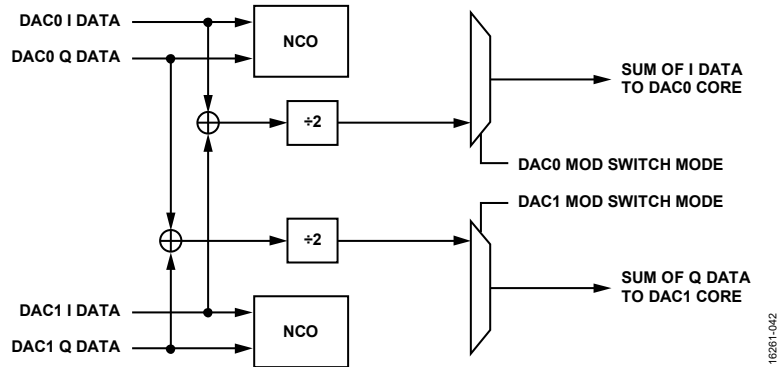 DAC0 I DATA
DAC0 Q DATA
NCO
SUM OF I DATA
TO DAC0 CORE
÷2
DAC0 MOD SWITCH MODE
DAC1 MOD SWITCH MODE
÷2
SUM OF Q DATA
TO DAC1 CORE
DAC1 I DATA
DAC1 Q DATA
NCO
16261-042